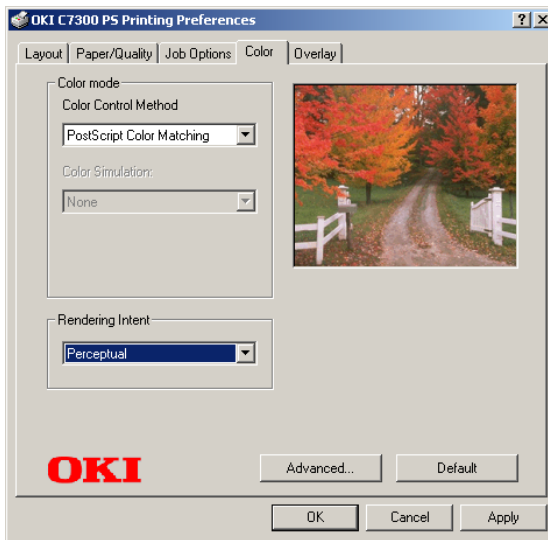 OKI C7300 PS Printing Preferences
Layout
Paper/Quality
Job Options
Color
Overlay
Color mode
Color Control Method
PostScript Color Matching
Color Simulation:
None
Rendering Intent
Perceptual
OKI
Advanced...
Default
OK
Cancel
Apply